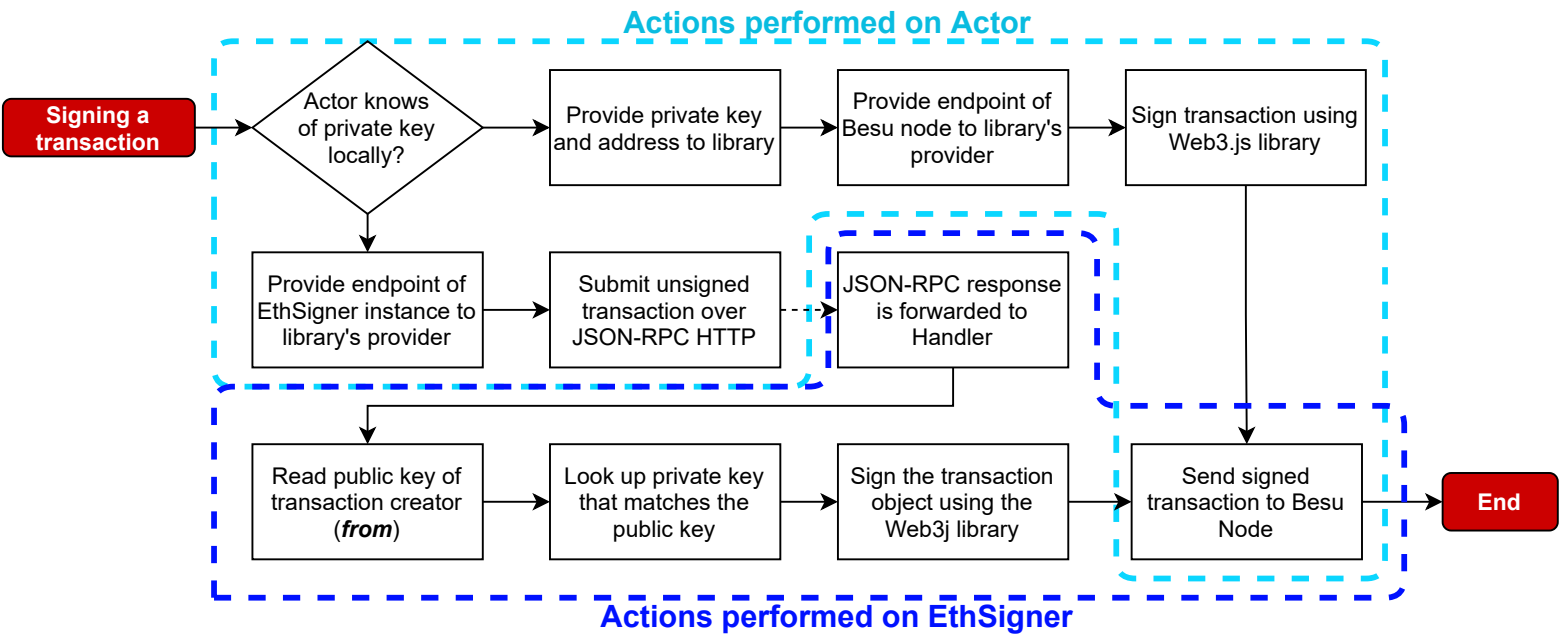 Actions performed on Actor
Signing a
transaction
Actor knows
of private key
locally?
Provide private key
and address to library
Provide endpoint of
Besu node to library's
provider
Sign transaction using
Web3.js library
Provide endpoint of
EthSigner instance to
library's provider
Submit unsigned
transaction over
JSON-RPC HTTP
JSON-RPC response
is forwarded to
Handler
Read public key of
transaction creator
(from)
Look up private key
that matches the
public key
Sign the transaction
object using the
Web3j library
Send signed
transaction to Besu
Node
End
Actions performed on EthSigner